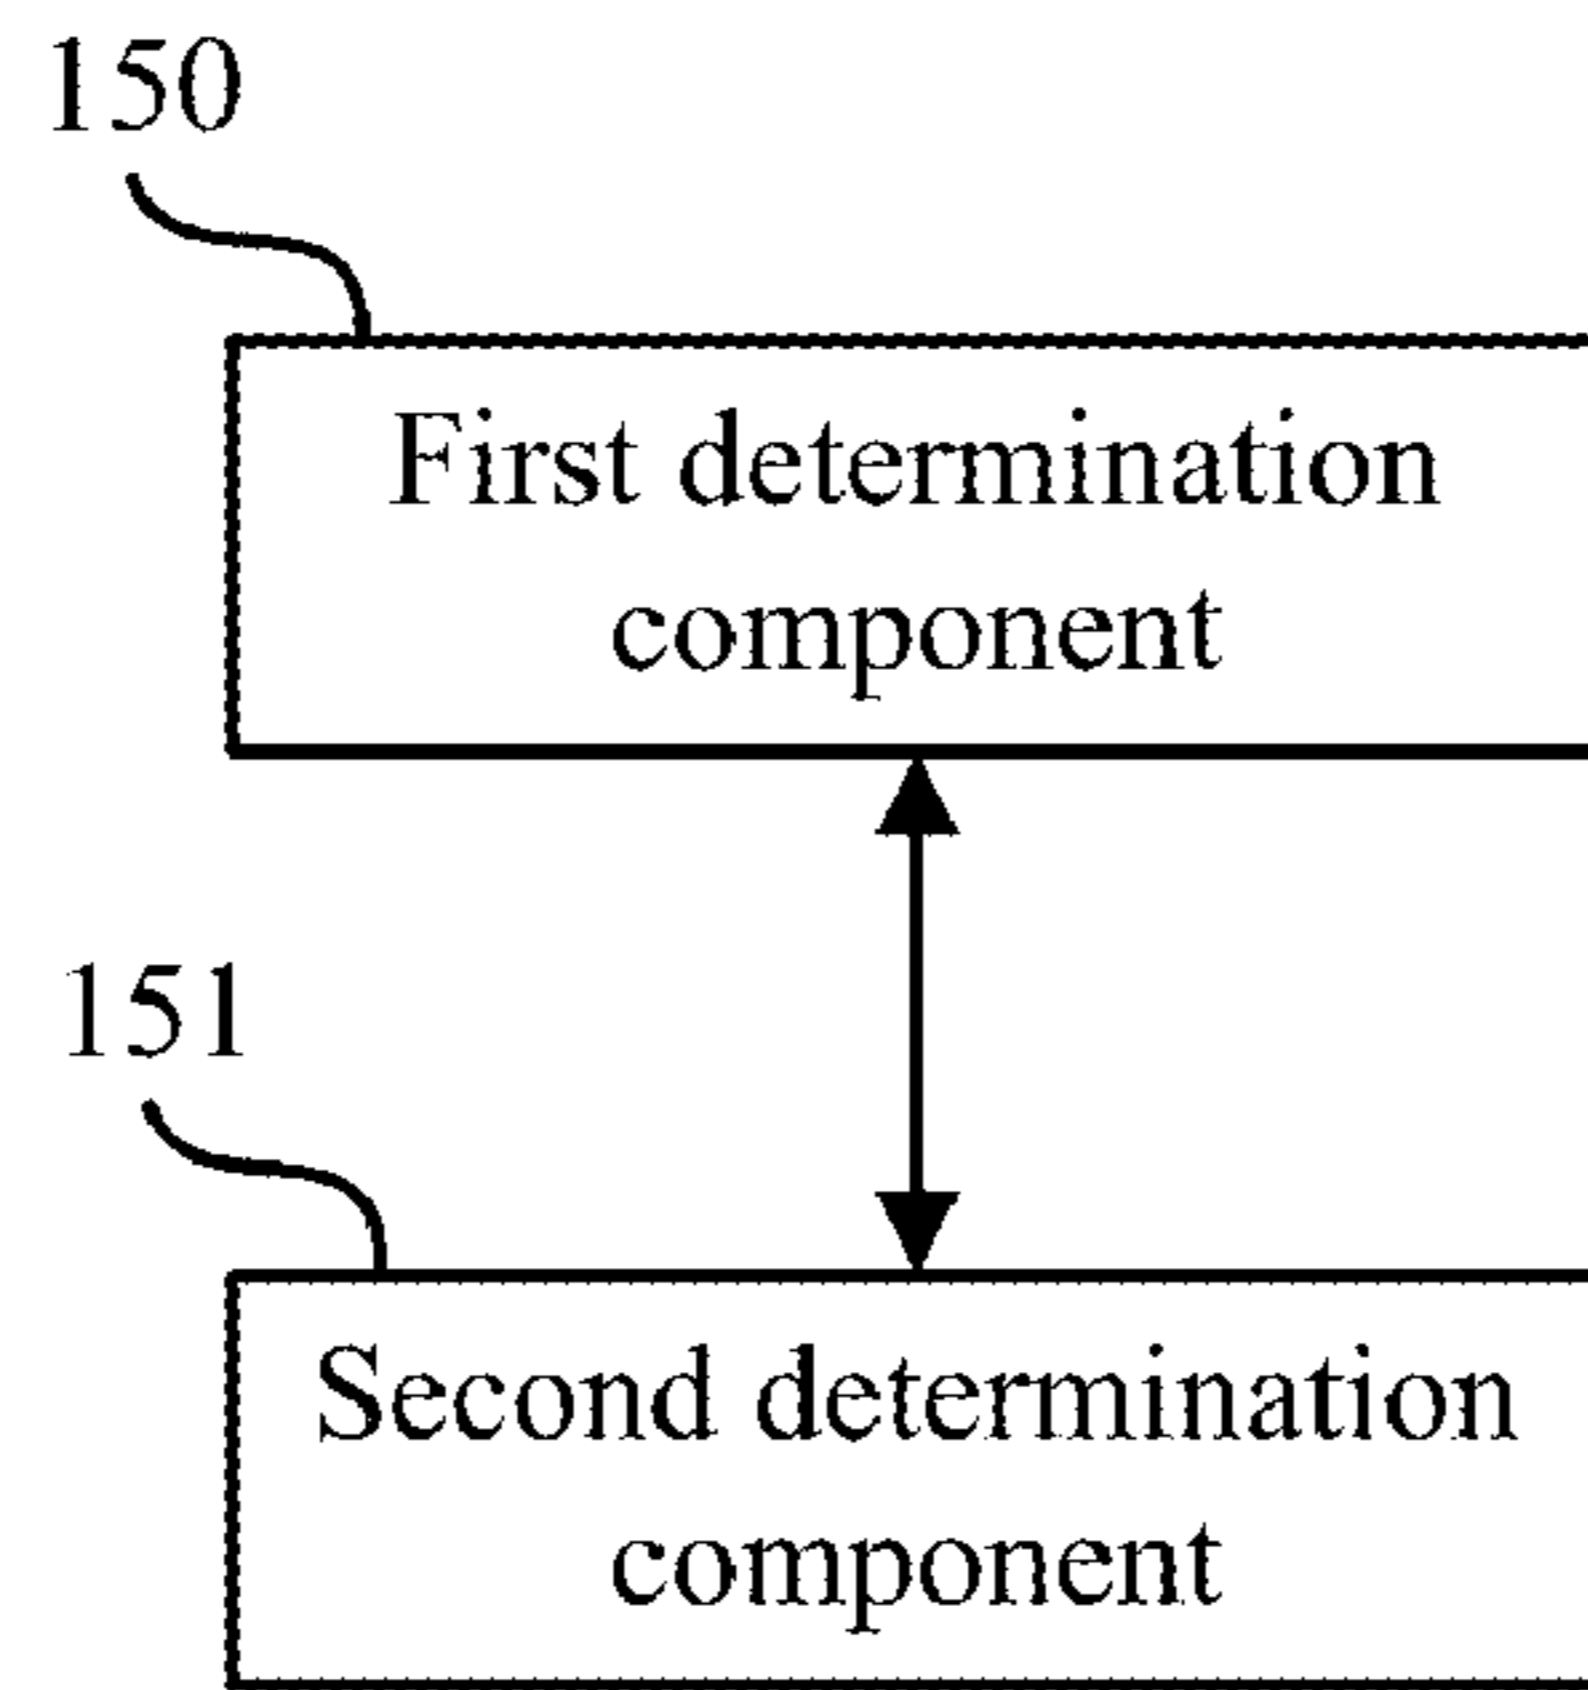 150
First determination
component
151
Second determination
component